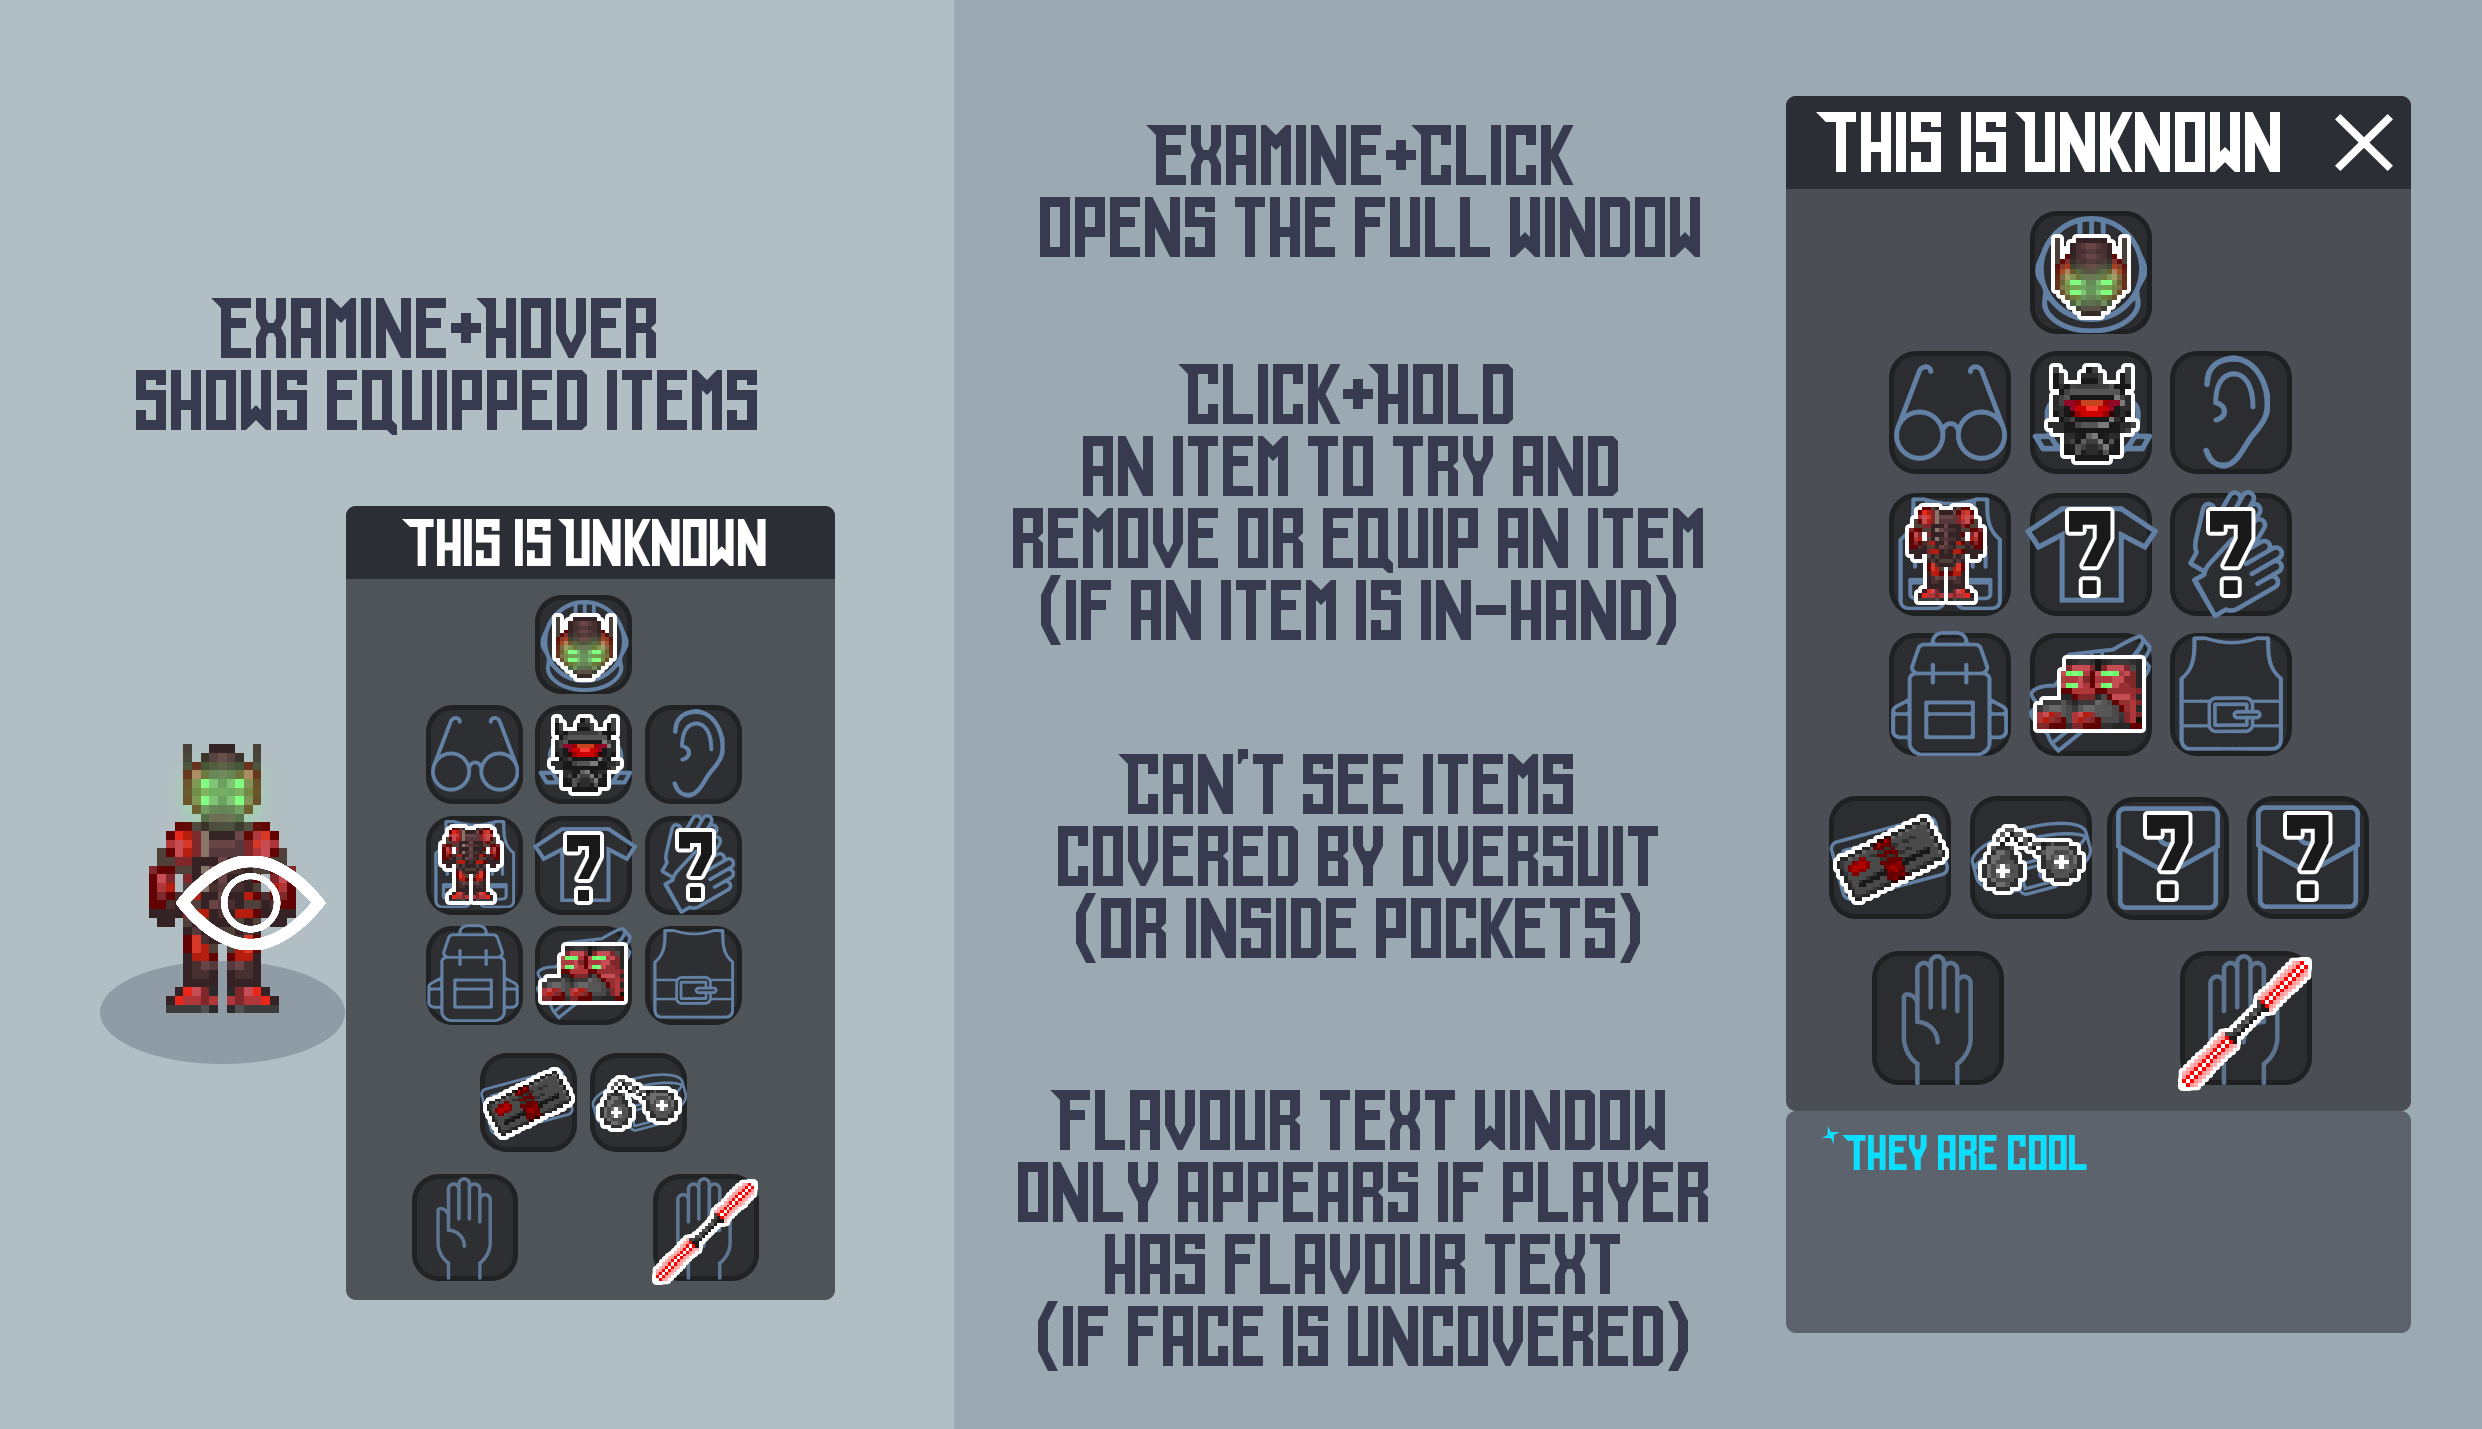 EXAMINE+HOVER
SHOWS EQUIPPED ITEMS
THIS IS UNKNOWN
?
?
EXAMINE+CLICK
OPENS THE FULL WINDOW
CLICK+HOLD
AN ITEM TO TRY AND
REMOVE OR EQUIP AN ITEM
(IF AN ITEM IS IN-HAND)
CAN'T SEE ITEMS
COVERED BY OVERSUIT
(OR INSIDE POCKETS)
FLAVOUR TEXT WINDOW
ONLY APPEARS IF PLAYER
HAS FLAVOUR TEXT
(IF FACE IS UNCOVERED)
THIS IS UNKNOWN
?
?
?
?
THEY ARE COOL